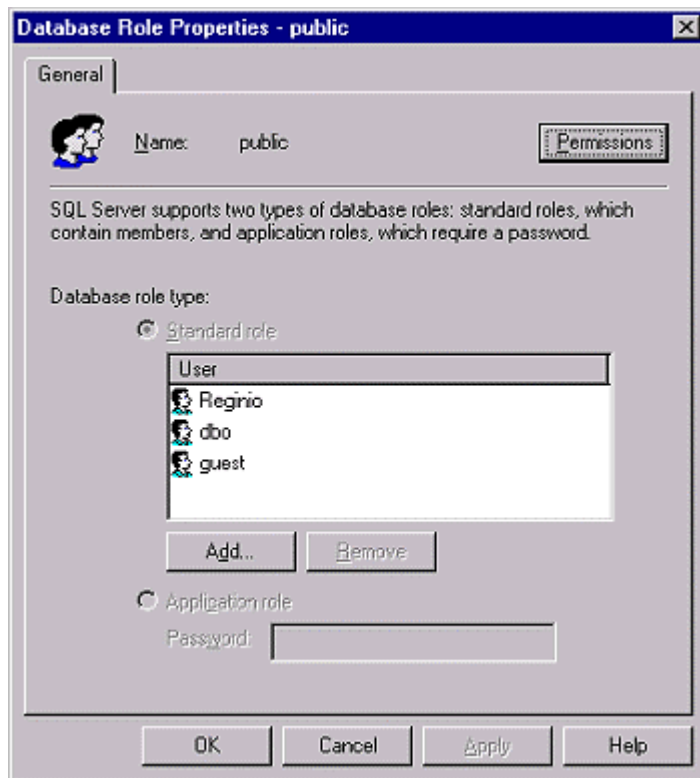 Database Role Properties - public
General
Name: public Permissions
SQL Server supports two types of database roles: standard roles, which
contain members, and application roles, which require a password.
Database role type:
Standard role
User
Reginio
dbo
guest
Add... Remove
Application role
Password:
OK Cancel Apply Help